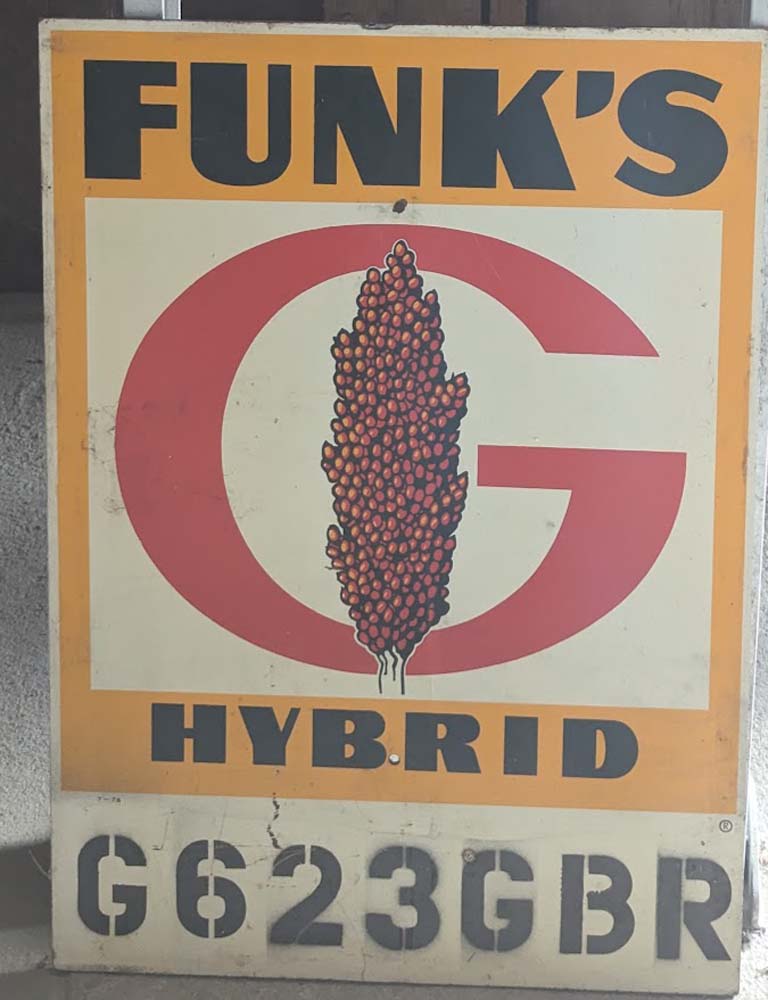 FUNK'S
G
HYBRID
®
G623GBR